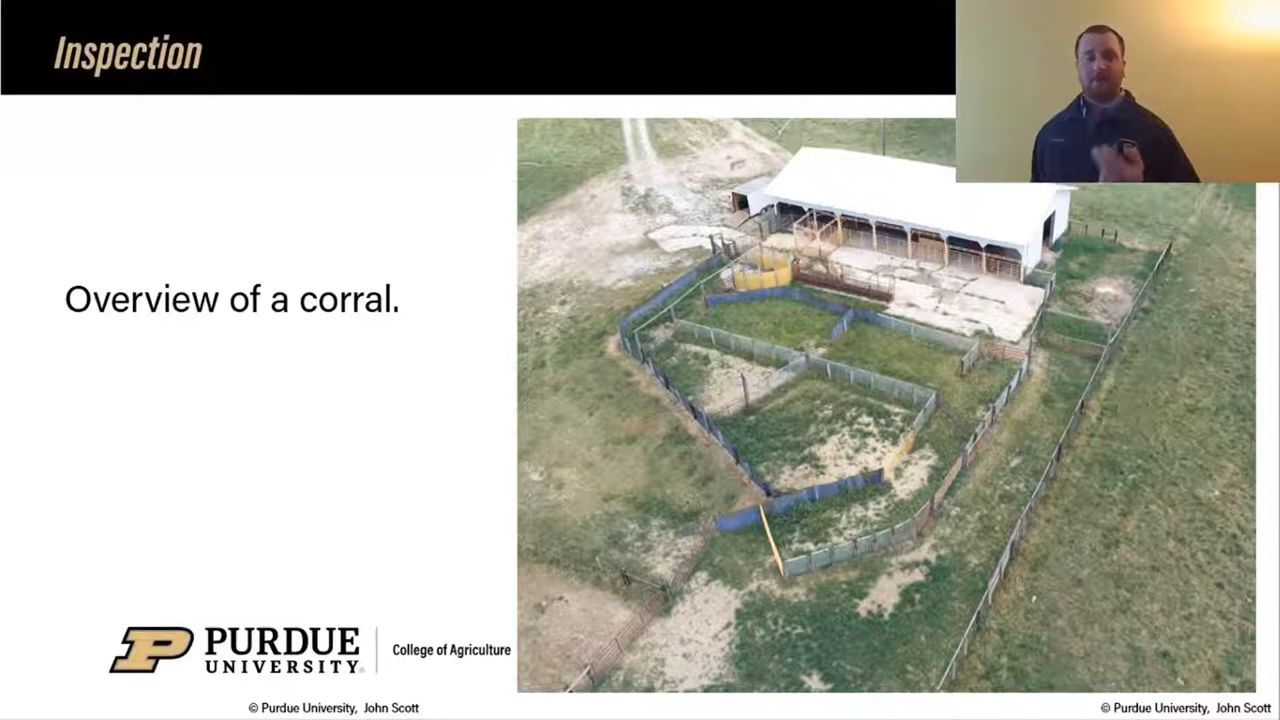 Inspection
Overview of a corral.
PURDUE
UNIVERSITY®
College of Agriculture
© Purdue University, John Scott
© Purdue University, John Scott